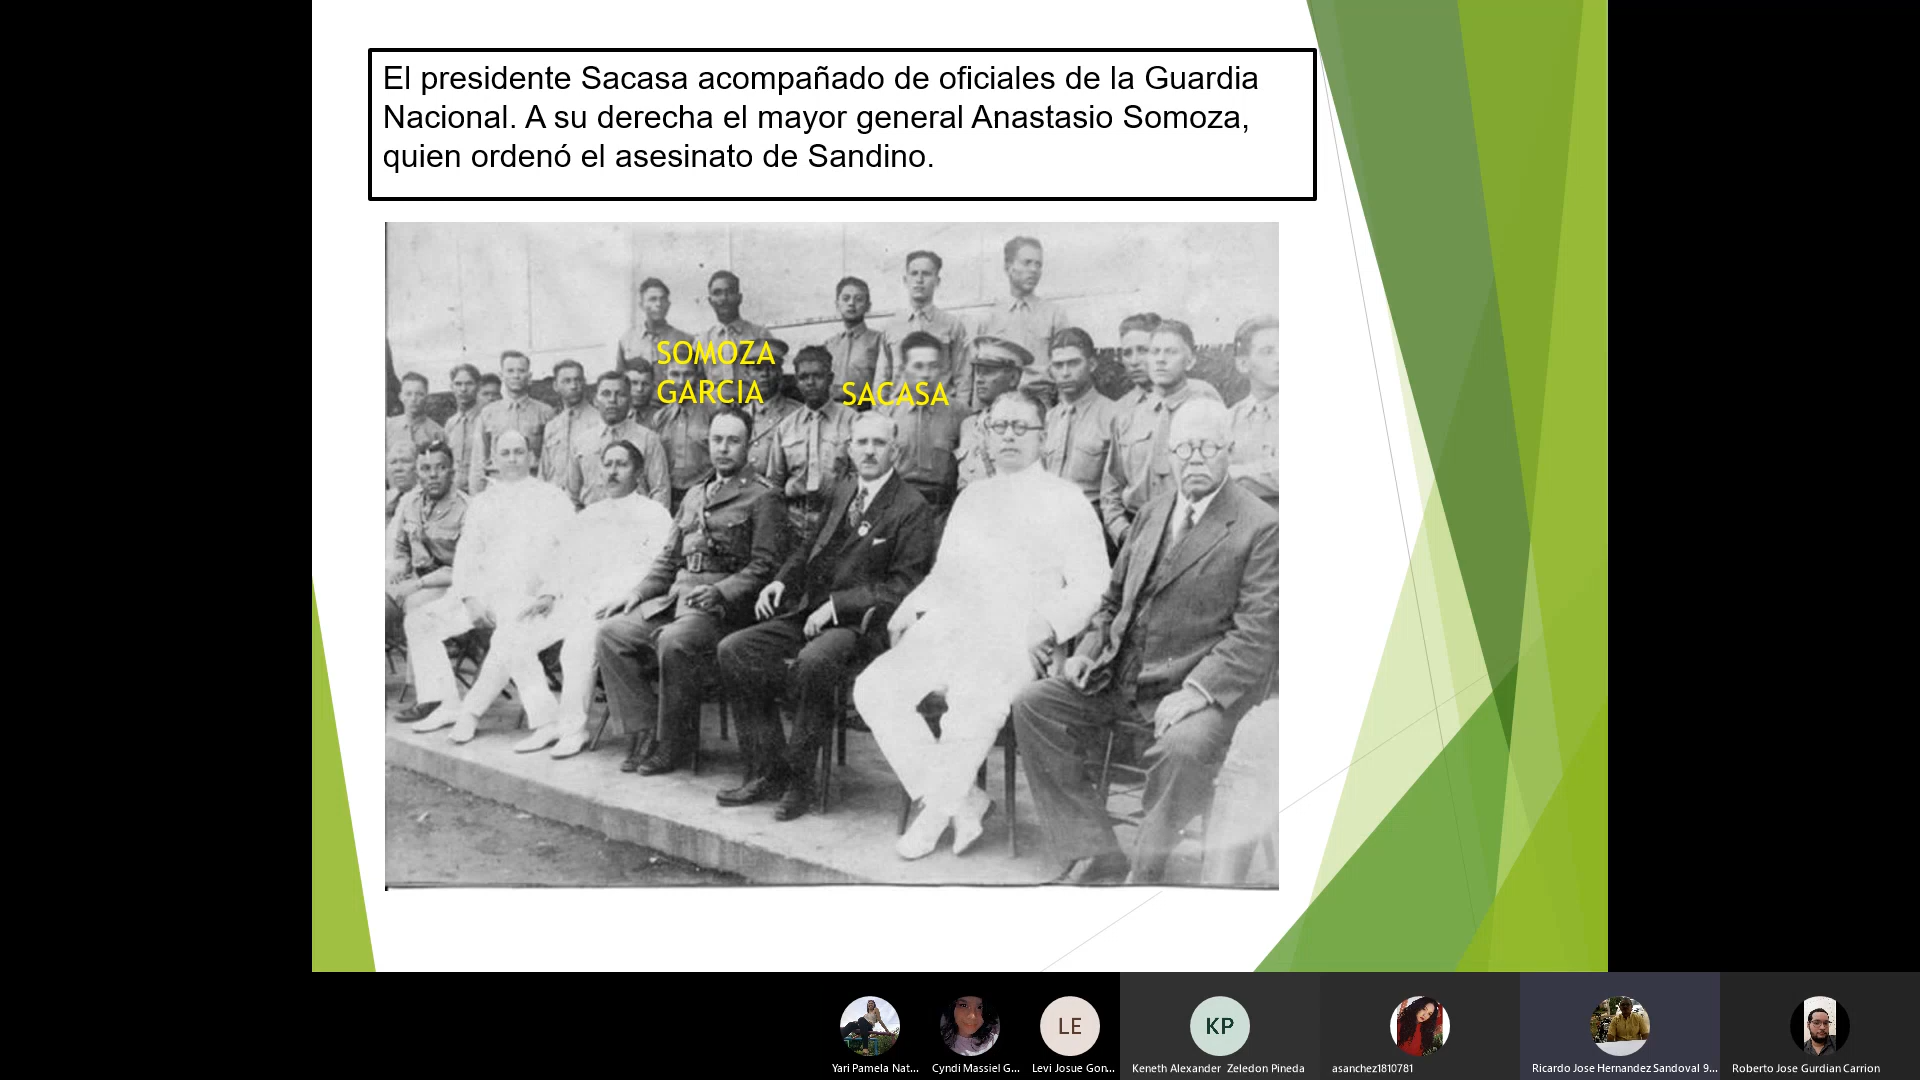 El presidente Sacasa acompañado de oficiales de la Guardia
Nacional. A su derecha el mayor general Anastasio Somoza,
quien ordenó el asesinato de Sandino.
SOMOZA
GARCIA
SACASA
LE
KP
Yari Pamela Nat...
Cyndi Massiel G...
Levi Josue Gon...
Keneth Alexander Zeledon Pineda
asanchez1810781
Ricardo Jose Hernandez Sandoval 9...
Roberto Jose Gurdian Carrion